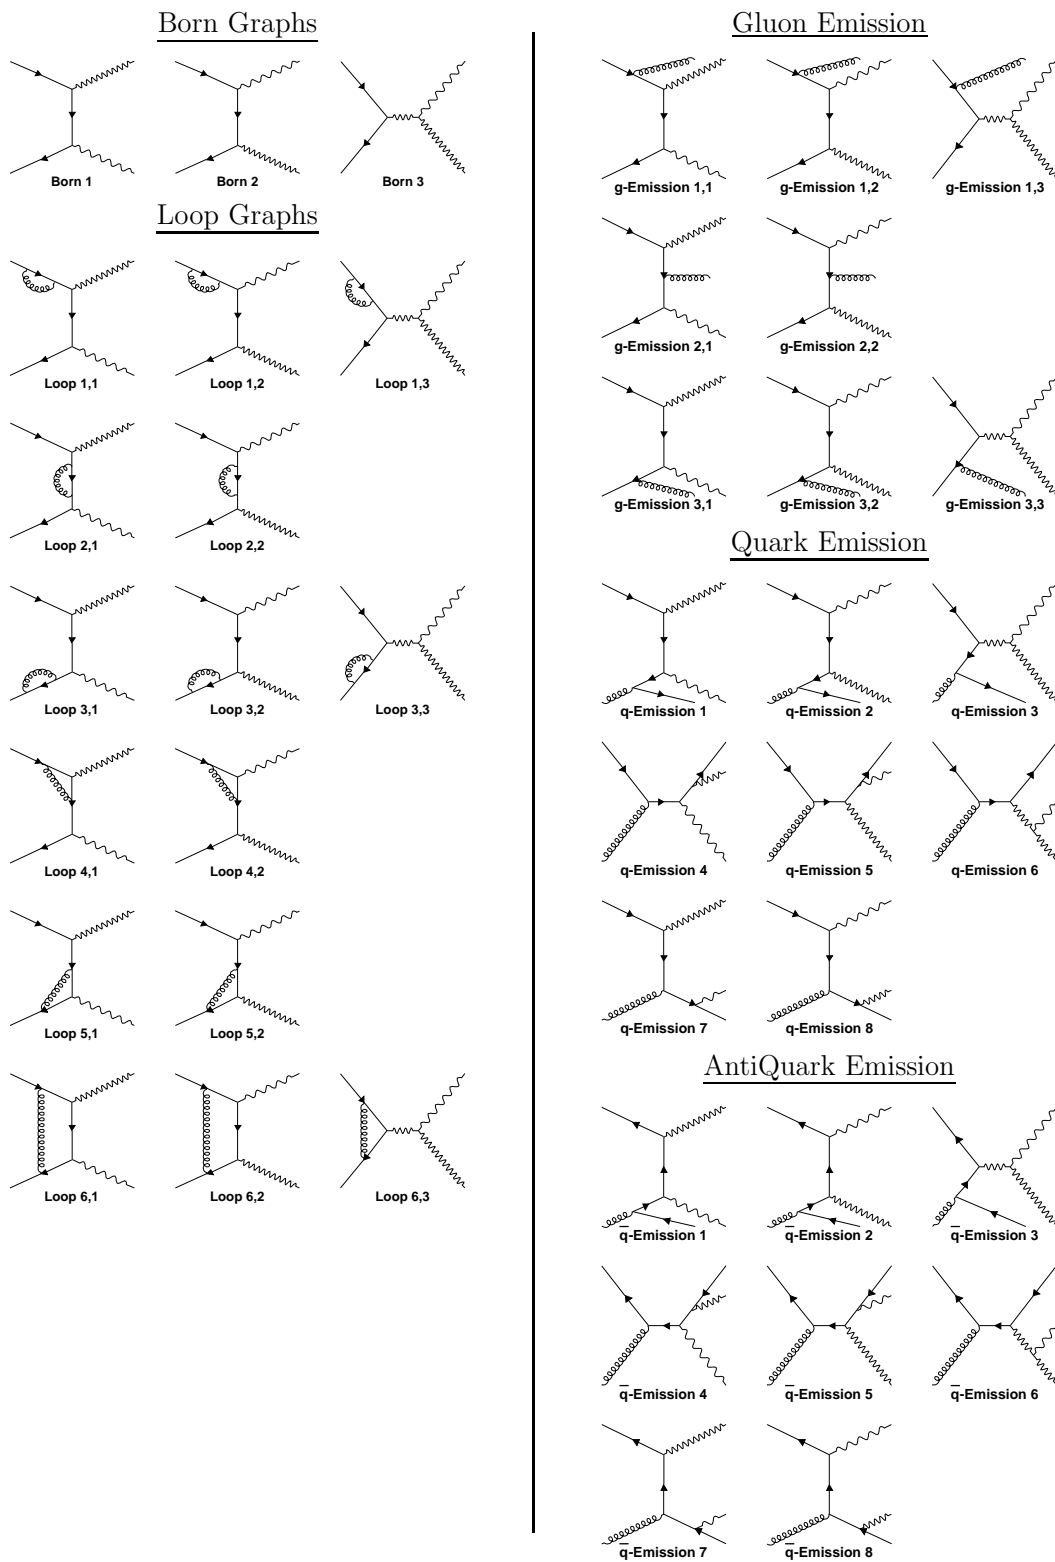 Born Graphs
Born 1 Born 2 Born 3
Loop Graphs
Loop 1,1 Loop 1,2 Loop 1,3
Loop 2,1 Loop 2,2
Loop 3,1 Loop 3,2 Loop 3,3
Loop 4,1 Loop 4,2
Loop 5,1 Loop 5,2
Loop 6,1 Loop 6,2 Loop 6,3
Gluon Emission
g-Emission 1,1 g-Emission 1,2 g-Emission 1,3
g-Emission 2,1 g-Emission 2,2
g-Emission 3,1 g-Emission 3,2 g-Emission 3,3
Quark Emission
q-Emission 1 q-Emission 2 q-Emission 3
q-Emission 4 q-Emission 5 q-Emission 6
q-Emission 7 q-Emission 8
AntiQuark Emission
q̅-Emission 1 q̅-Emission 2 q̅-Emission 3
q̅-Emission 4 q̅-Emission 5 q̅-Emission 6
q̅-Emission 7 q̅-Emission 8